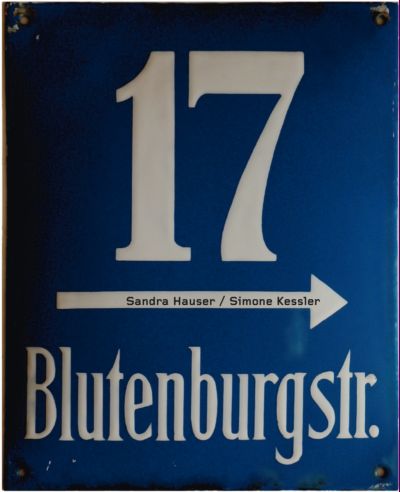 17
Sandra Hauser / Simone Kessler
Blutenburgstr.